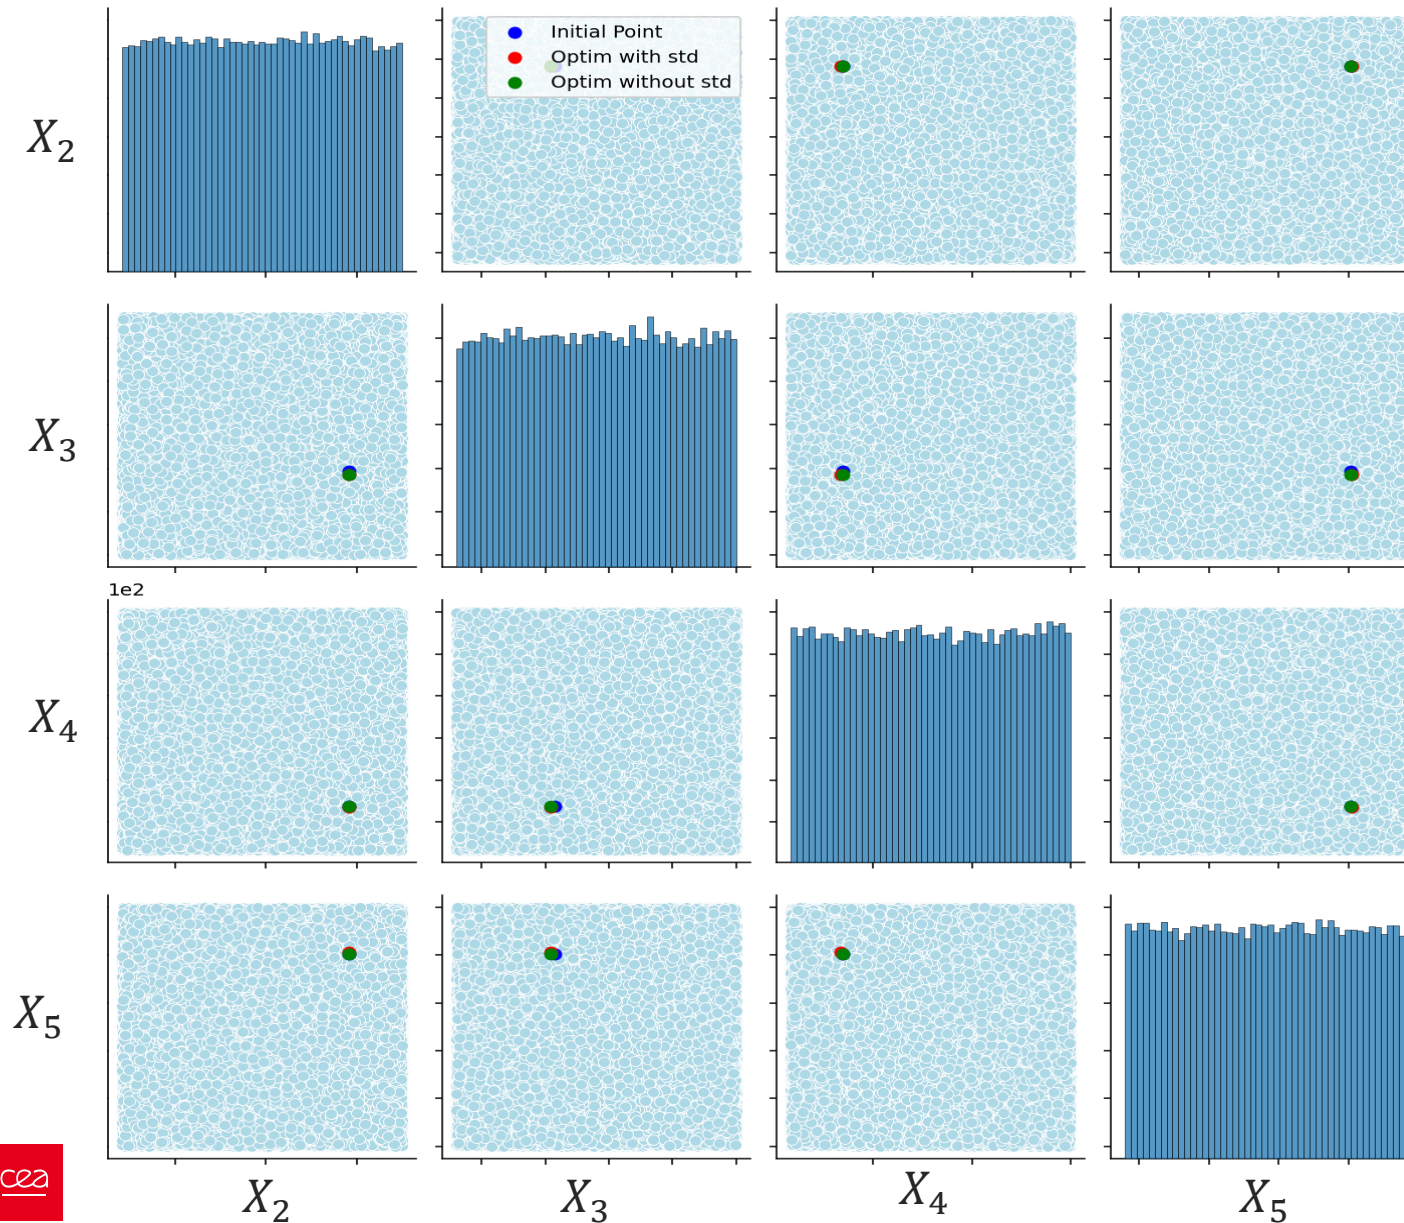 Initial Point
Optim with std
Optim without std
X₂
X₃
1e2
X₄
X₅
cea
X₂
X₃
X₄
X₅